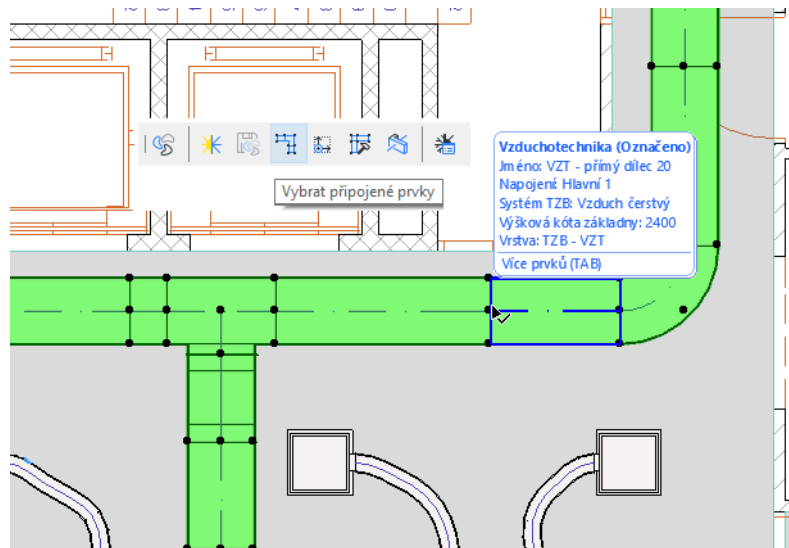 Vzduchotechnika (Označeno)
Jméno: VZT - přímý dílec 20
Napojení: Hlavní 1
Systém TZB: Vzduch čerstvý
Výšková kóta základny: 2400
Vrstva: TZB - VZT
Více prvků (TAB)
Vybrat připojené prvky